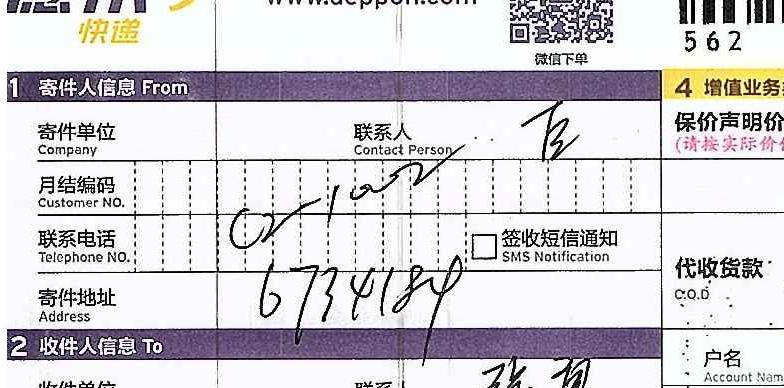 快递
www.deppon.com
微信下单
562
1 寄件人信息 From
4 增值业务
寄件单位
Company
联系人
Contact Person
保价声明价
(请按实际价
月结编码
Customer NO.
联系电话
Telephone NO.
签收短信通知
SMS Notification
6734184
代收货款
C.O.D
寄件地址
Address
2 收件人信息 To
户名
Account Nam
收件单位
联系